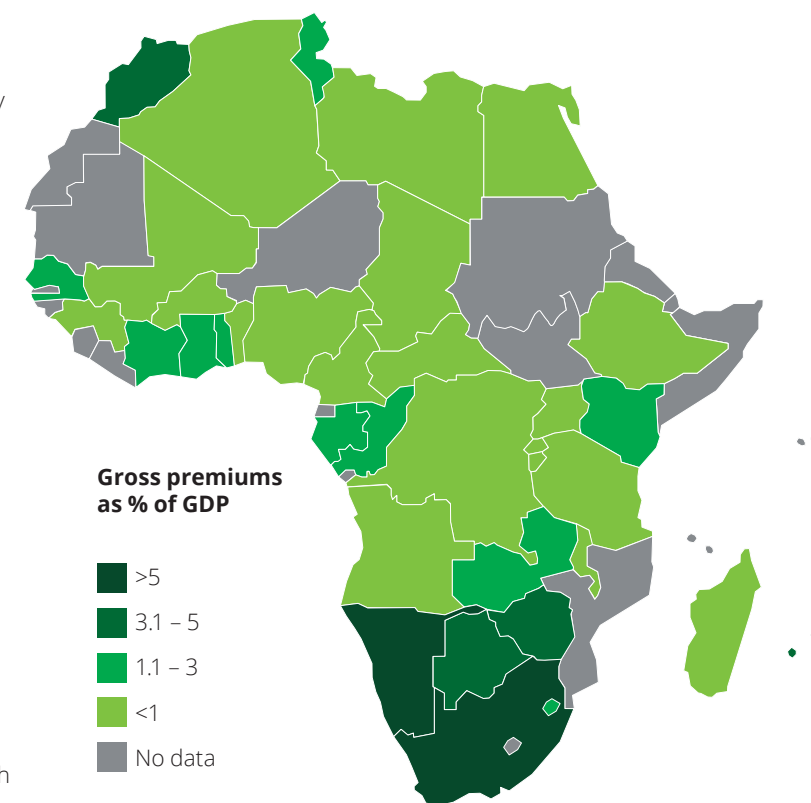 Gross premiums
as % of GDP
>5
3.1 – 5
1.1 – 3
<1
No data